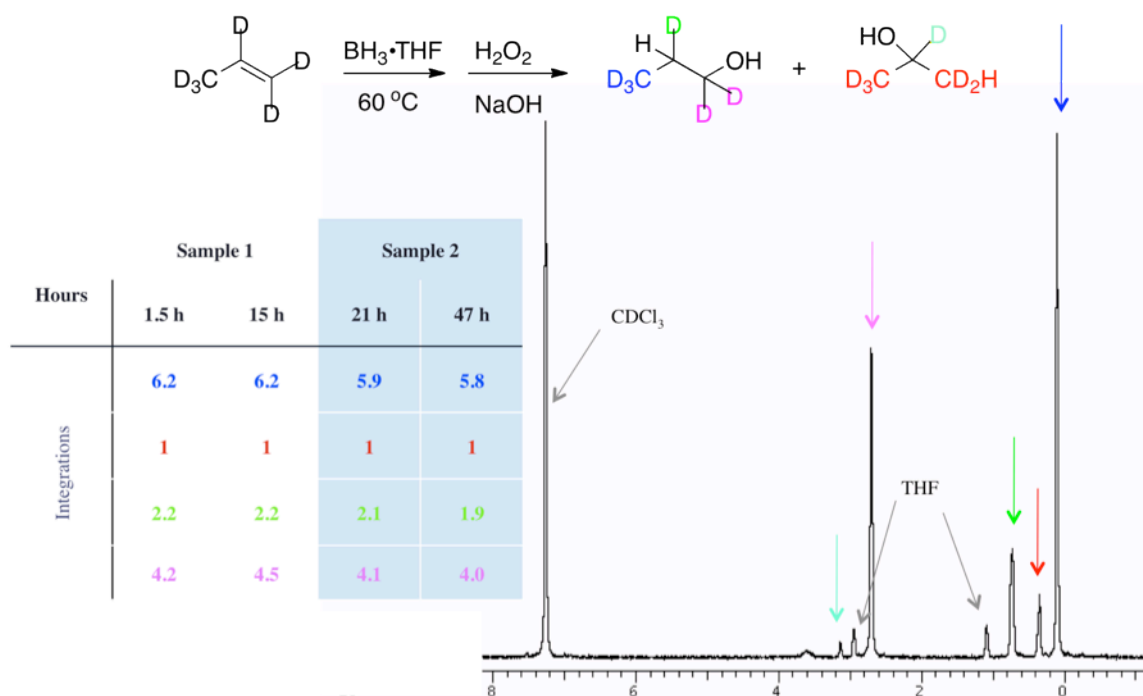 D
D
D
D₃C
BH₃•THF
60 °C
H₂O₂
NaOH
D
H
OH
D₃C
D
D
+
HO
D
D₃C
CD₂H
Sample 1 Sample 2
Hours
1.5 h 15 h 21 h 47 h
6.2 6.2 5.9 5.8
1 1 1 1
2.2 2.2 2.1 1.9
4.2 4.5 4.1 4.0
Integrations
CDCl₃
THF
8 6 4 2 0